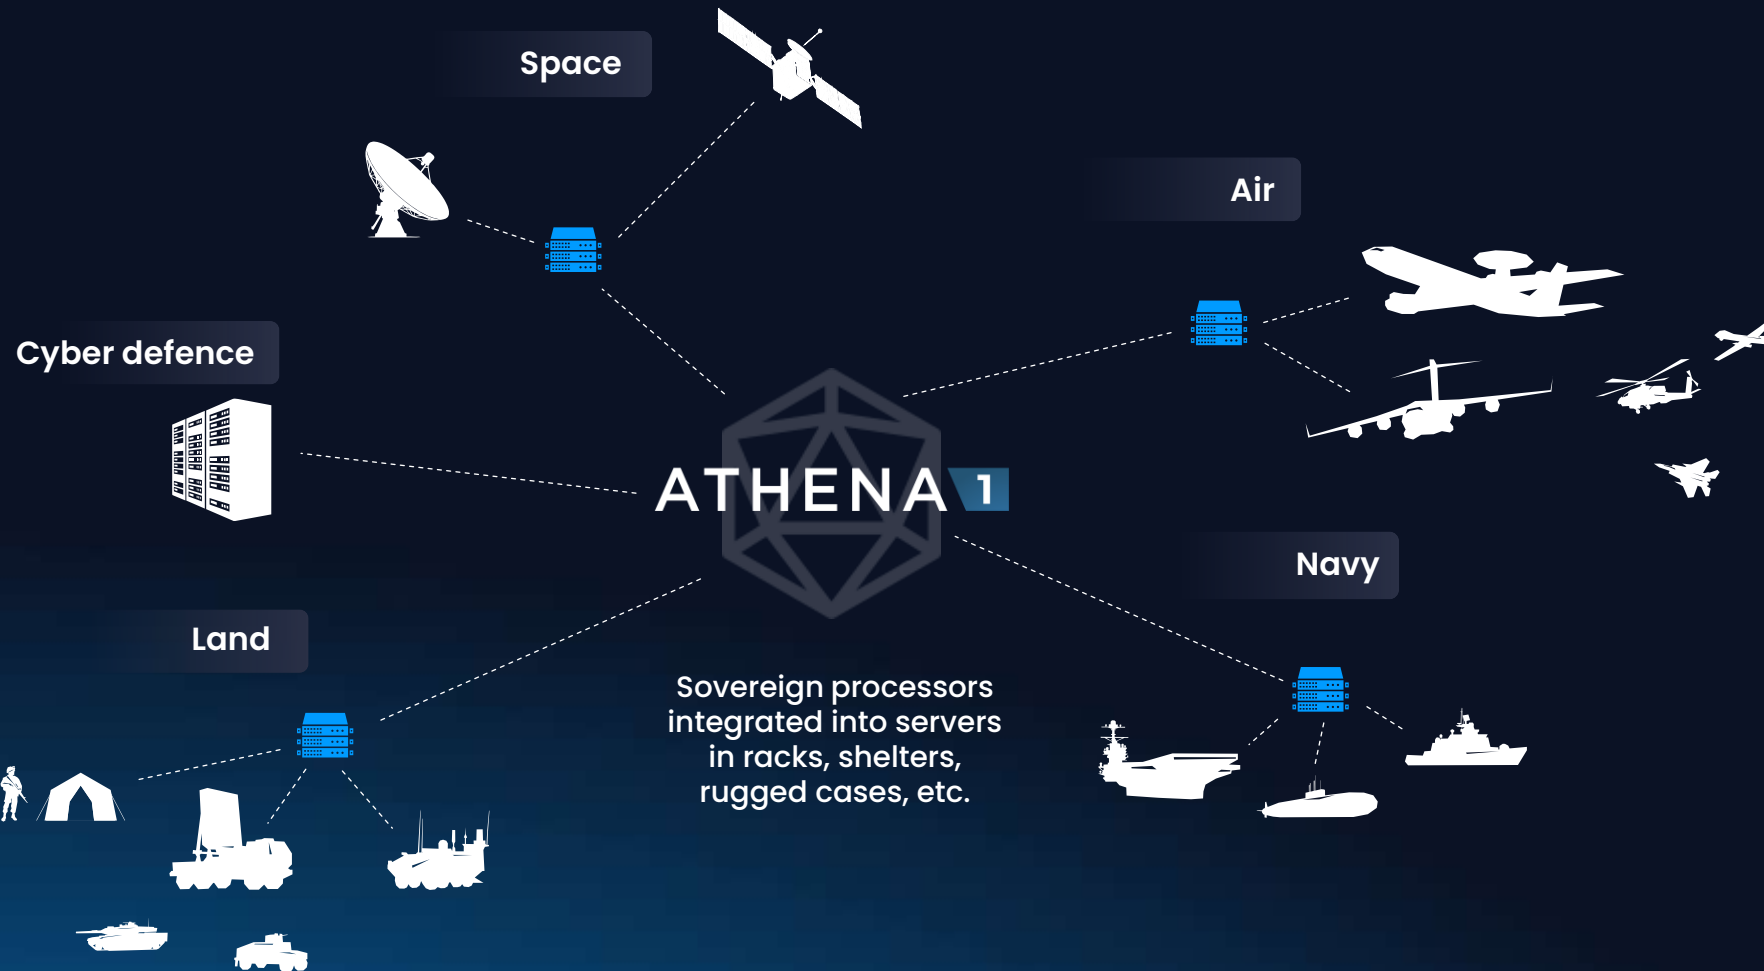 Space
Air
Cyber defence
ATHENA 1
Navy
Land
Sovereign processors
integrated into servers
in racks, shelters,
rugged cases, etc.